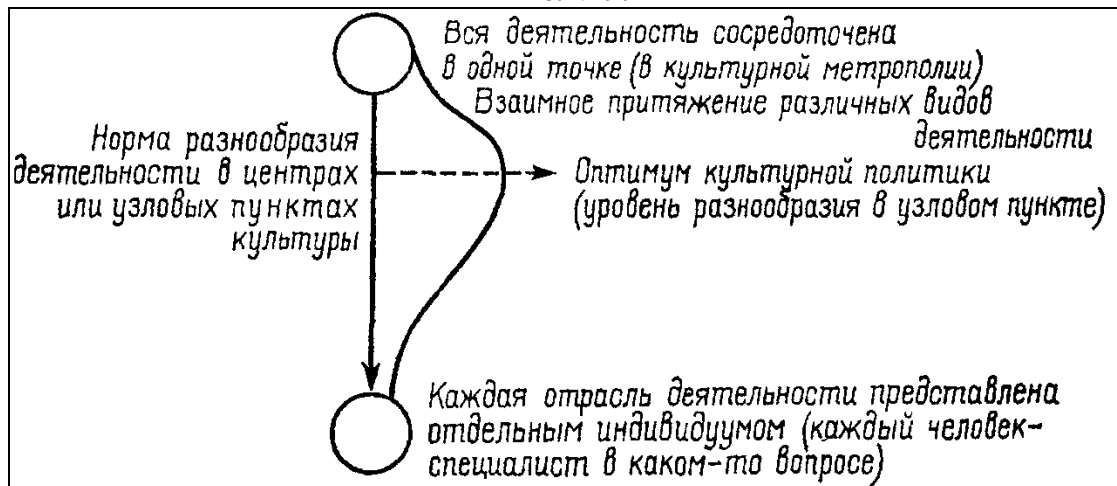 Вся деятельность сосредоточена
в одной точке (в культурной метрополии)
Взаимное притяжение различных видов
деятельности
Норма разнообразия
деятельности в центрах
или узловых пунктах
культуры
Оптимум культурной политики
(уровень разнообразия в узловом пункте)
Каждая отрасль деятельности представлена
отдельным индивидуумом (каждый человек-
специалист в каком-то вопросе)